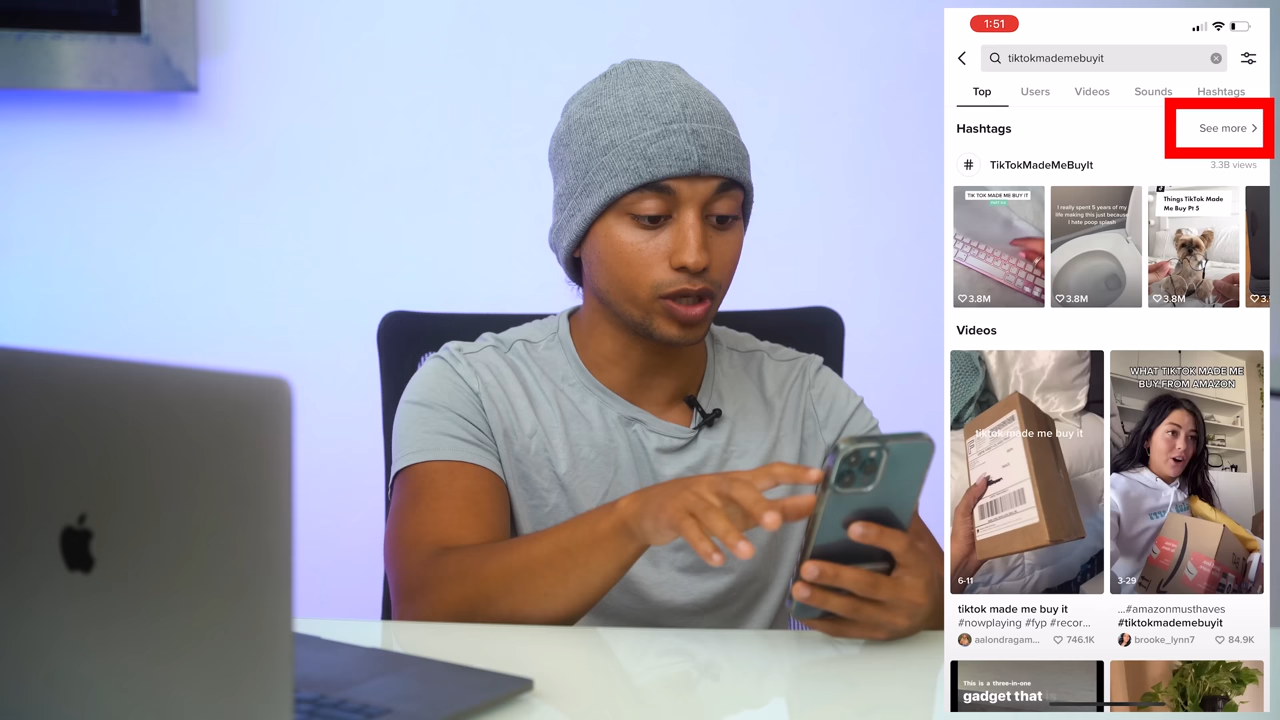 1:51
tiktokmademebuyit
Top Users Videos Sounds Hashtags
Hashtags
See more >
# TikTokMadeMeBuyIt
3.3B views
TIK TOK MADE ME BUY IT
I really spent 5 years of my
life making this just because
I hate poop splash
Things TikTok Made
Me Buy Pt 5
3.8M
3.8M
3.8M
3.
Videos
tiktok made me buy it
6-11
WHAT TIKTOK MADE ME
BUY FROM AMAZON
3-29
tiktok made me buy it
#nowplaying #fyp #recor...
aalondragam... 746.1K
...#amazonmusthaves
#tiktokmademebuyit
brooke_lynn7 84.9K
This is a three-in-one
gadget that is